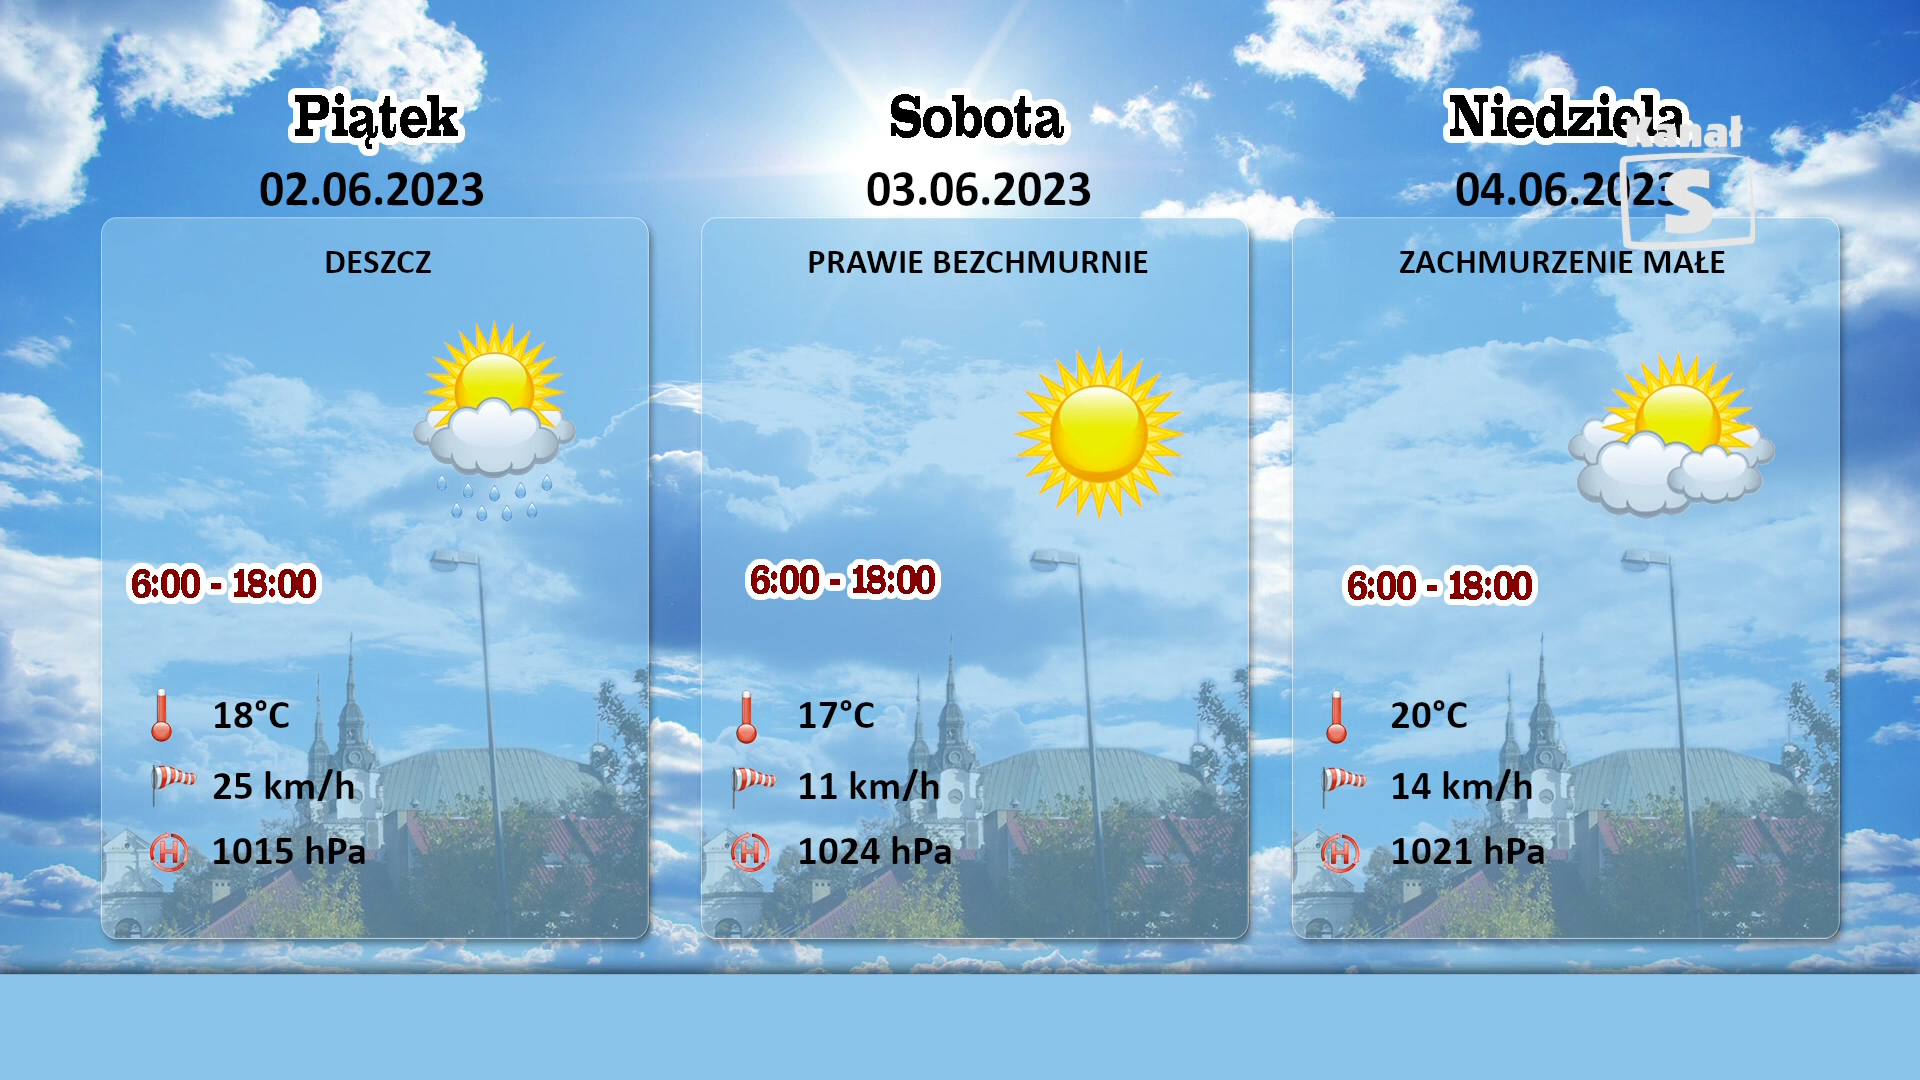 Piątek
02.06.2023
DESZCZ
6:00 - 18:00
18°C
25 km/h
H
1015 hPa
Sobota
03.06.2023
PRAWIE BEZCHMURNIE
6:00 - 18:00
17°C
11 km/h
H
1024 hPa
Niedziela
Kanał
S
04.06.2023
ZACHMURZENIE MAŁE
6:00 - 18:00
20°C
14 km/h
H
1021 hPa